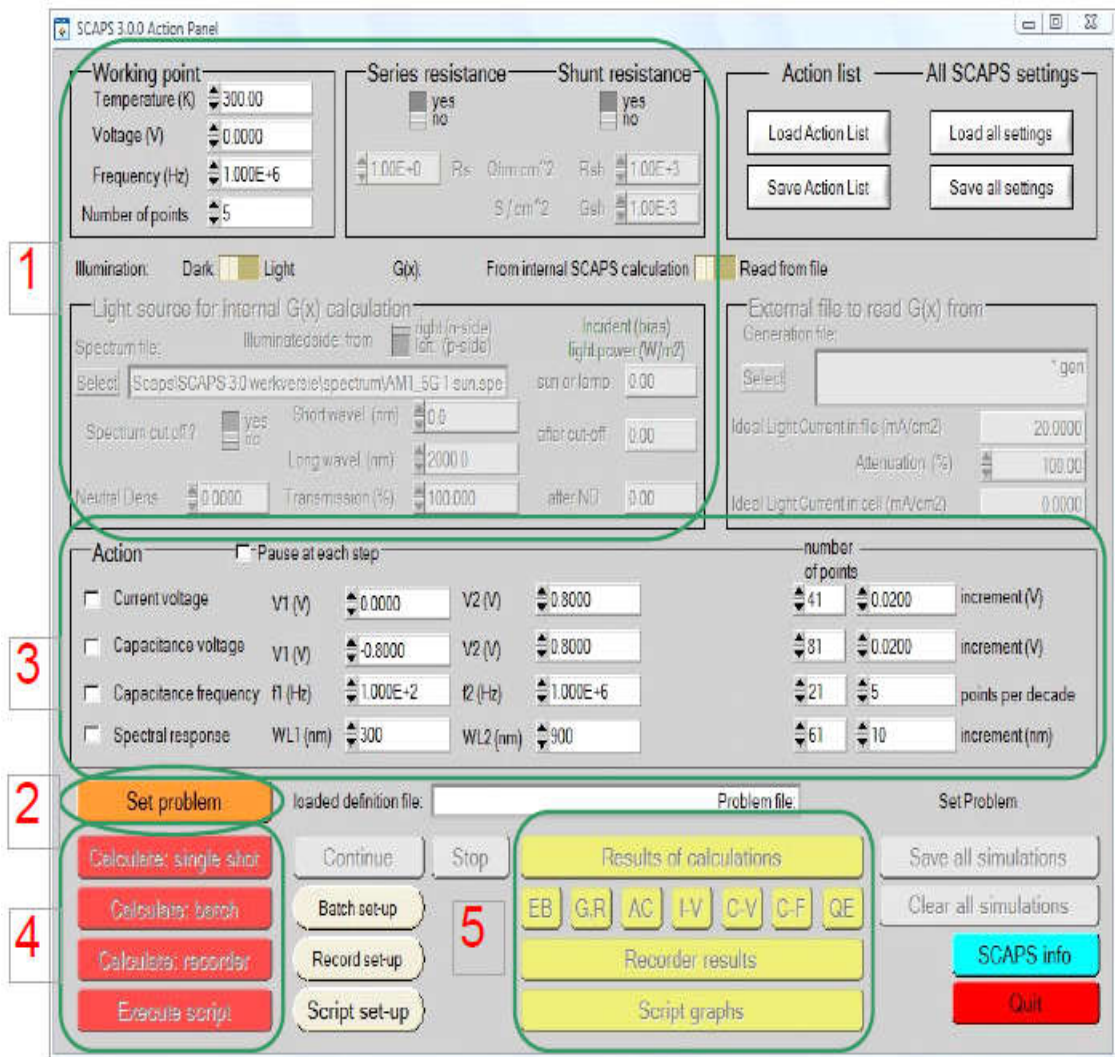 SCAPS 3.0.0 Action Panel
Working point
Temperature (K) 300.00
Voltage (V) 0.0000
Frequency (Hz) 1.000E+6
Number of points 5
Series resistance
yes
no
Shunt resistance
yes
no
1.00E+0 Rs Ohm.cm^2 Rsh 1.00E+3
S / cm^2 Gsh 1.00E-3
Action list
Load Action List
Save Action List
All SCAPS settings
Load all settings
Save all settings
1
Illumination: Dark Light G(x): From internal SCAPS calculation Read from file
Light source for internal G(x) calculation
Spectrum file: Illuminatedside: from right (n-side)
left (p-side)
Incident (bias)
light power (W/m2)
Select Scaps\SCAPS 3.0 werkversie\spectrum\AM1_5G 1 sun.spe sun or lamp 0.00
Spectrum cut off? yes
no
Short wavel. (nm) 0.0
Long wavel. (nm) 2000.0
after cut-off 0.00
Neutral Dens. 0.0000 Transmission (%) 100.000 after ND 0.00
External file to read G(x) from
Generation file:
Select *.gen
Ideal Light Current in file (mA/cm2) 20.0000
Attenuation (%) 100.00
Ideal Light Current in cell (mA/cm2) 0.0000
3
Action Pause at each step number
of points
Current voltage V1 (V) 0.0000 V2 (V) 0.8000 41 0.0200 increment (V)
Capacitance voltage V1 (V) -0.8000 V2 (V) 0.8000 81 0.0200 increment (V)
Capacitance frequency f1 (Hz) 1.000E+2 f2 (Hz) 1.000E+6 21 5 points per decade
Spectral response WL1 (nm) 300 WL2 (nm) 900 61 10 increment (nm)
2
Set problem loaded definition file: Problem file: Set Problem
4
Calculate: single shot Continue Stop Results of calculations Save all simulations
Calculate: batch Batch set-up 5 EB G,R AC I-V C-V C-F QE Clear all simulations
Calculate: recorder Record set-up Recorder results SCAPS info
Execute script Script set-up Script graphs Quit